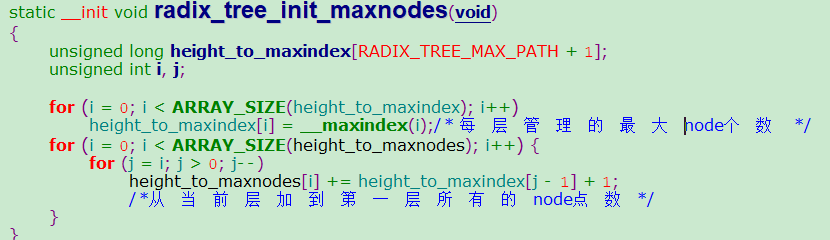 static __init void radix_tree_init_maxnodes(void)
{
unsigned long height_to_maxindex[RADIX_TREE_MAX_PATH + 1];
unsigned int i, j;
for (i = 0; i < ARRAY_SIZE(height_to_maxindex); i++)
height_to_maxindex[i] = __maxindex(i);/*每层管理的最大node个数 */
for (i = 0; i < ARRAY_SIZE(height_to_maxnodes); i++) {
for (j = i; j > 0; j--)
height_to_maxnodes[i] += height_to_maxindex[j - 1] + 1;
/*从当前层加到第一层所有的 node点数 */
}
}